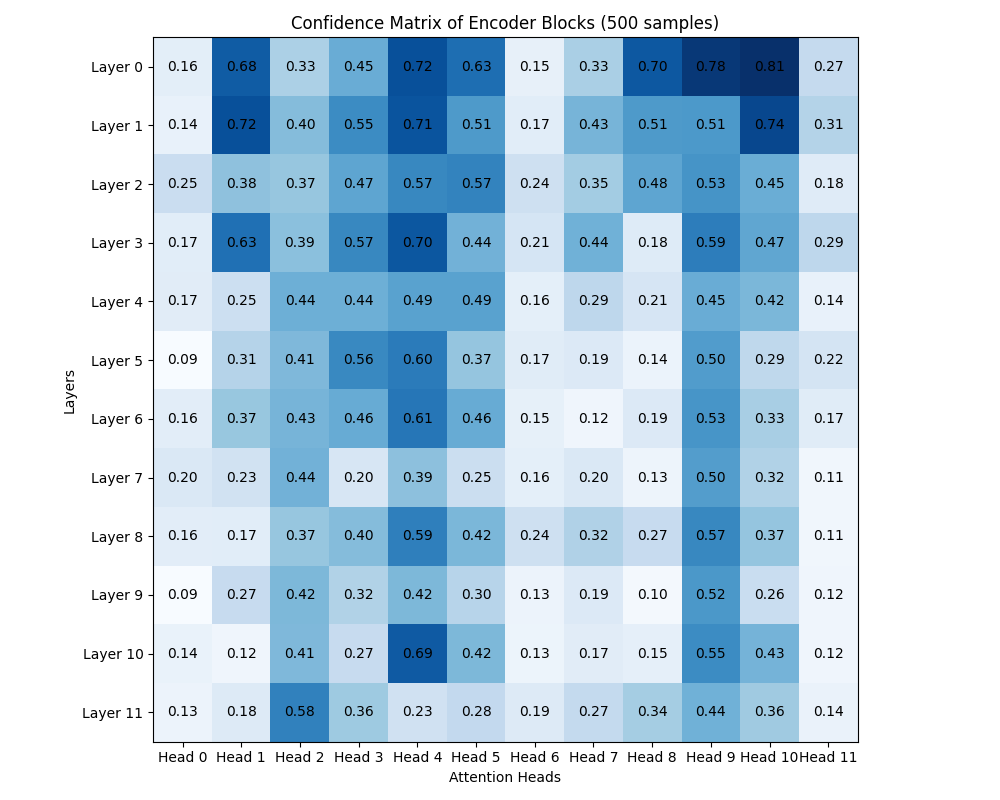 Confidence Matrix of Encoder Blocks (500 samples)
Layer 0 0.16 0.68 0.33 0.45 0.72 0.63 0.15 0.33 0.70 0.78 0.81 0.27
Layer 1 0.14 0.72 0.40 0.55 0.71 0.51 0.17 0.43 0.51 0.51 0.74 0.31
Layer 2 0.25 0.38 0.37 0.47 0.57 0.57 0.24 0.35 0.48 0.53 0.45 0.18
Layer 3 0.17 0.63 0.39 0.57 0.70 0.44 0.21 0.44 0.18 0.59 0.47 0.29
Layer 4 0.17 0.25 0.44 0.44 0.49 0.49 0.16 0.29 0.21 0.45 0.42 0.14
Layer 5 0.09 0.31 0.41 0.56 0.60 0.37 0.17 0.19 0.14 0.50 0.29 0.22
Layer 6 0.16 0.37 0.43 0.46 0.61 0.46 0.15 0.12 0.19 0.53 0.33 0.17
Layer 7 0.20 0.23 0.44 0.20 0.39 0.25 0.16 0.20 0.13 0.50 0.32 0.11
Layer 8 0.16 0.17 0.37 0.40 0.59 0.42 0.24 0.32 0.27 0.57 0.37 0.11
Layer 9 0.09 0.27 0.42 0.32 0.42 0.30 0.13 0.19 0.10 0.52 0.26 0.12
Layer 10 0.14 0.12 0.41 0.27 0.69 0.42 0.13 0.17 0.15 0.55 0.43 0.12
Layer 11 0.13 0.18 0.58 0.36 0.23 0.28 0.19 0.27 0.34 0.44 0.36 0.14
Head 0 Head 1 Head 2 Head 3 Head 4 Head 5 Head 6 Head 7 Head 8 Head 9 Head 10 Head 11
Attention Heads
Layers